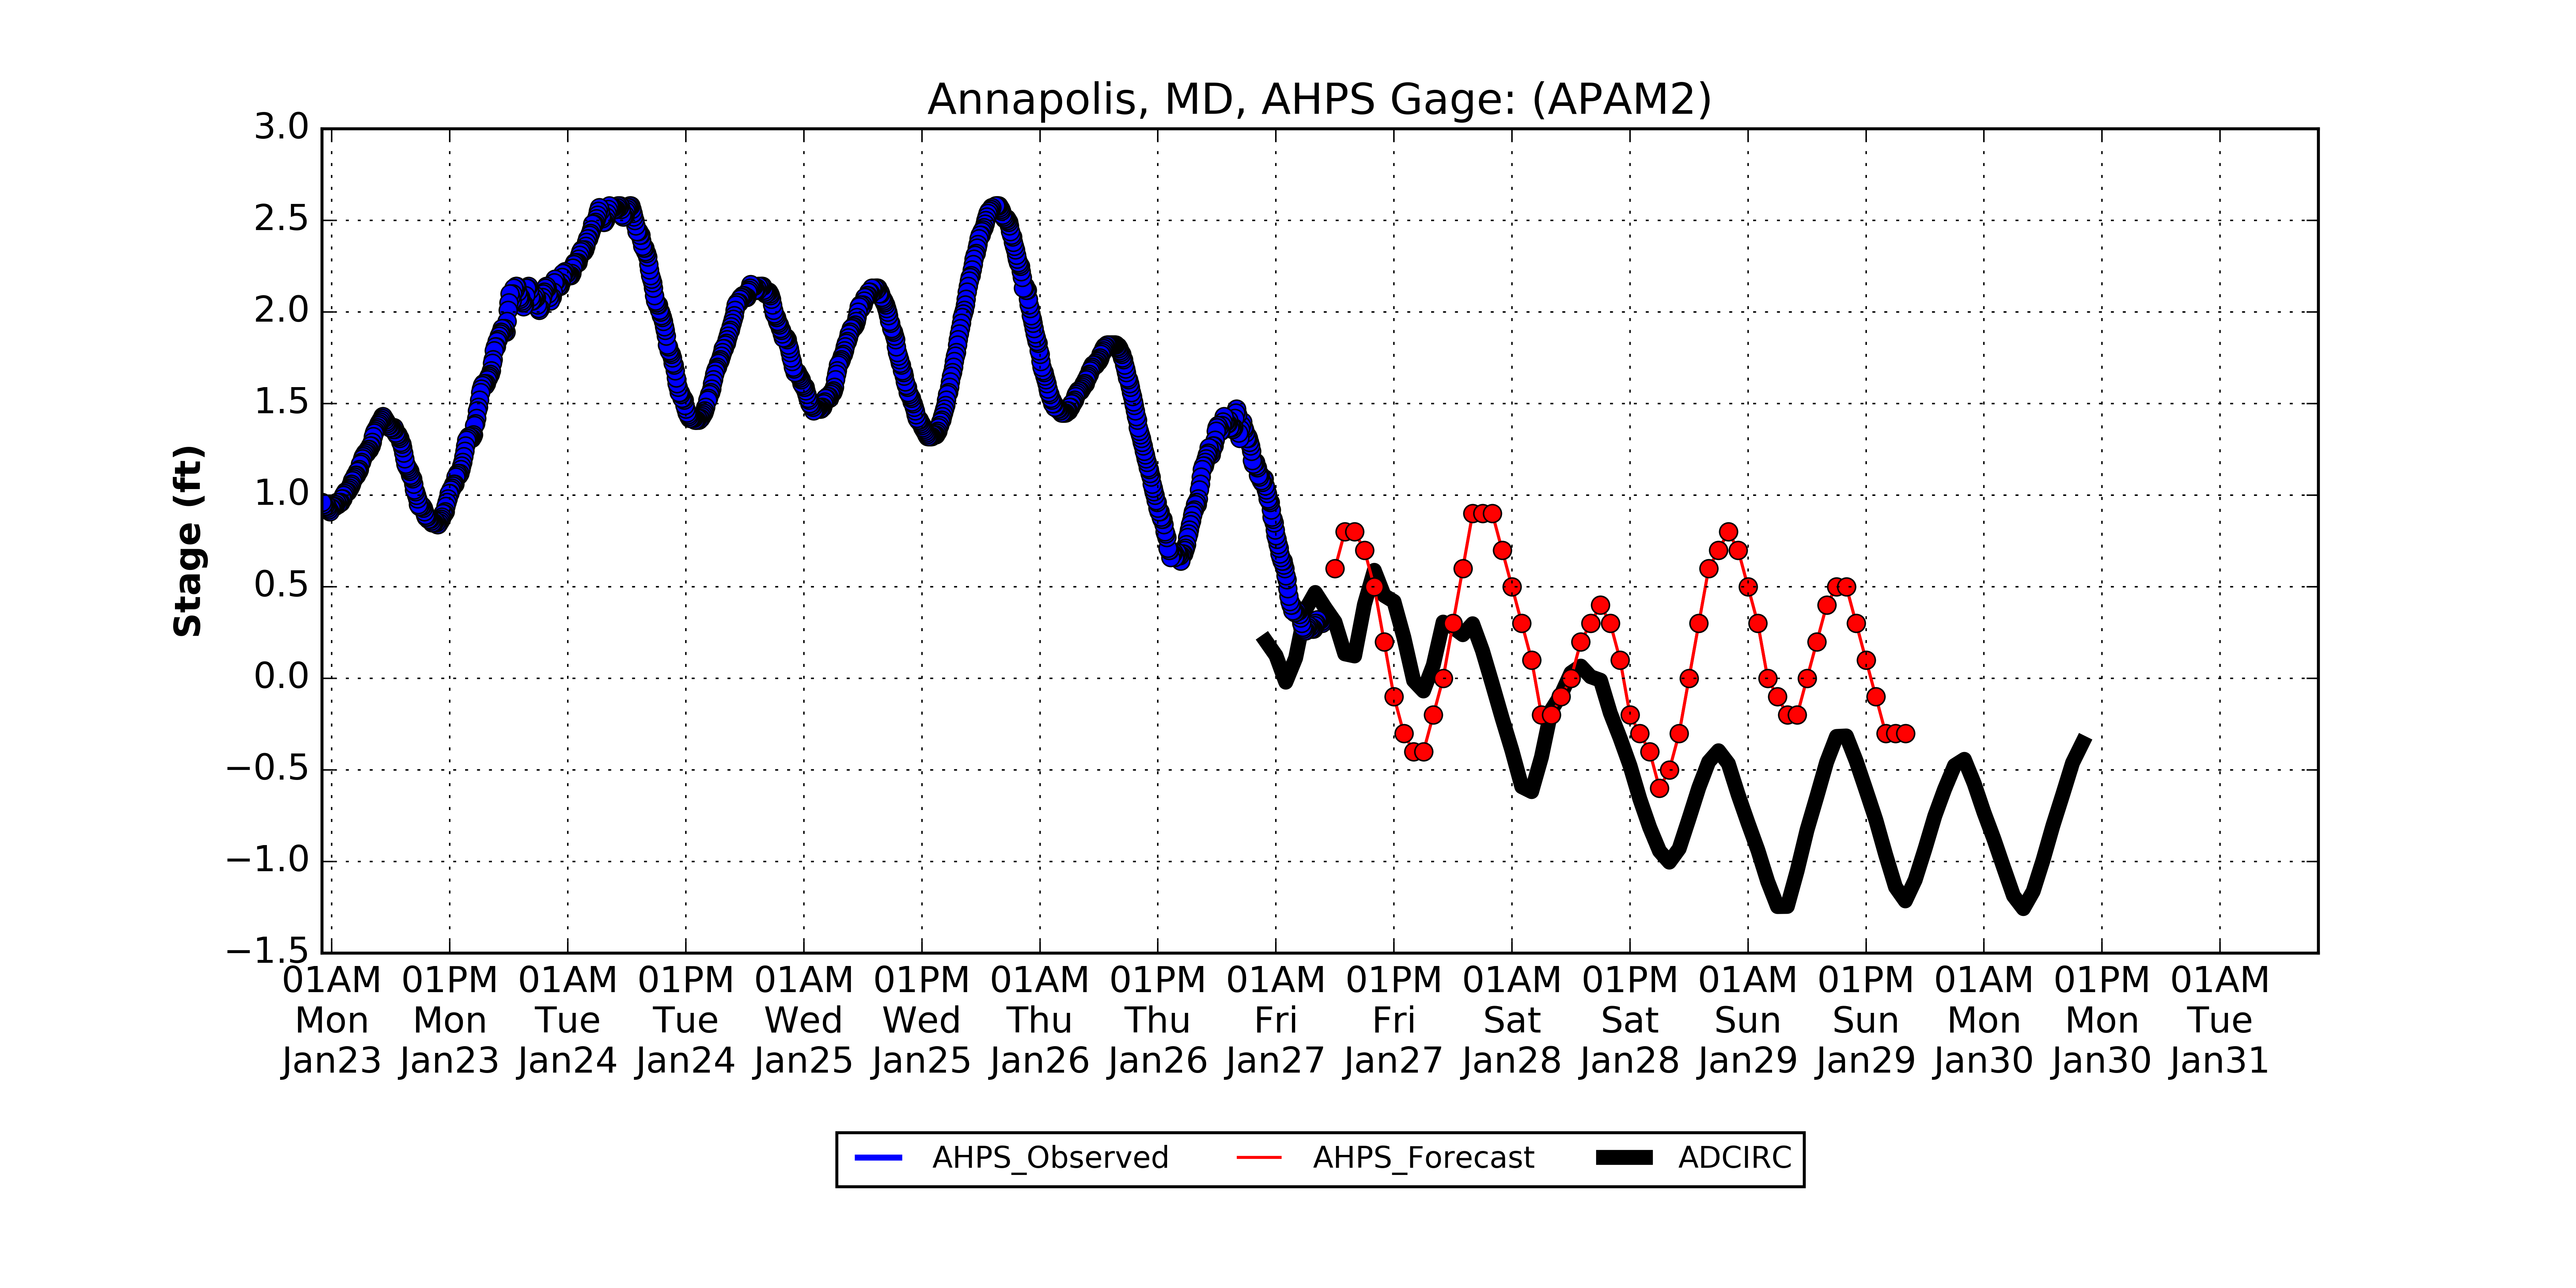 Annapolis, MD, AHPS Gage: (APAM2)
3.0
2.5
2.0
1.5
1.0
0.5
0.0
−0.5
−1.0
−1.5
Stage (ft)
01AM 01PM 01AM 01PM 01AM 01PM 01AM 01PM 01AM 01PM 01AM 01PM 01AM 01PM 01AM 01PM 01AM
Mon Mon Tue Tue Wed Wed Thu Thu Fri Fri Sat Sat Sun Sun Mon Mon Tue
Jan23 Jan23 Jan24 Jan24 Jan25 Jan25 Jan26 Jan26 Jan27 Jan27 Jan28 Jan28 Jan29 Jan29 Jan30 Jan30 Jan31
AHPS_Observed AHPS_Forecast ADCIRC